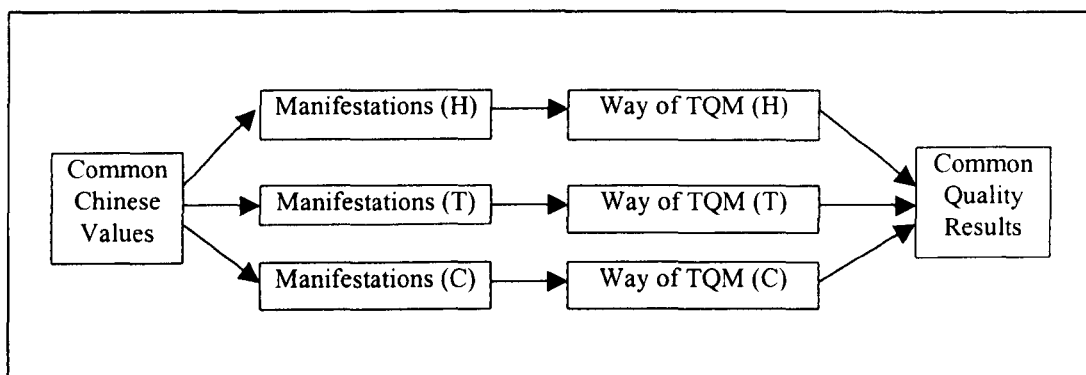 Manifestations (H)
Way of TQM (H)
Common
Chinese
Values
Manifestations (T)
Way of TQM (T)
Common
Quality
Results
Manifestations (C)
Way of TQM (C)